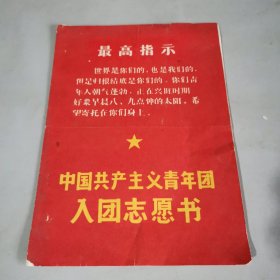 最高指示
世界是你们的,也是我们的,
但是归根结底是你们的。你们青
年人朝气蓬勃,正在兴旺时期,
好象早晨八、九点钟的太阳。希
望寄托在你们身上。
中国共产主义青年团
入团志愿书